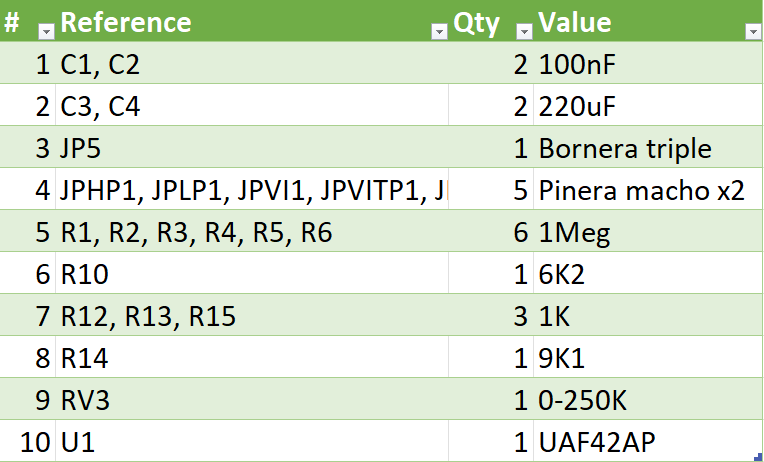 # Reference Qty Value
1 C1, C2 2 100nF
2 C3, C4 2 220uF
3 JP5 1 Bornera triple
4 JPHP1, JPLP1, JPVI1, JPVITP1, 5 Pinera macho x2
5 R1, R2, R3, R4, R5, R6 6 1Meg
6 R10 1 6K2
7 R12, R13, R15 3 1K
8 R14 1 9K1
9 RV3 1 0-250K
10 U1 1 UAF42AP